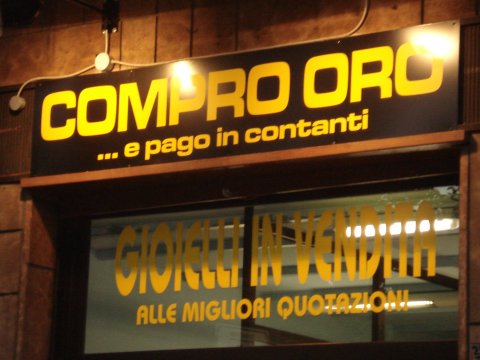 COMPRO ORO
... e pago in contanti
GIOIELLI IN VENDITA
ALLE MIGLIORI QUOTAZIONI